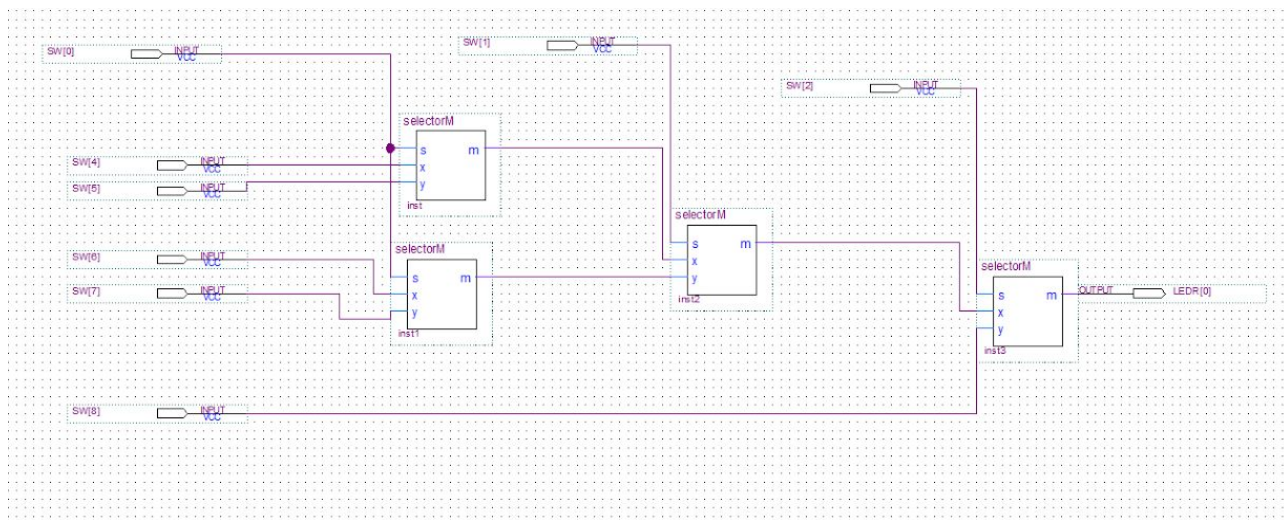 SW[0] INPUT VCC
SW[1] INPUT VCC
SW[2] INPUT VCC
selectorM
s m
x
y
inst
SW[4] INPUT VCC
SW[5] INPUT VCC
selectorM
s m
x
y
inst1
SW[6] INPUT VCC
SW[7] INPUT VCC
selectorM
s m
x
y
inst2
selectorM
s m
x
y
inst3
OUTPUT LEDR[0]
SW[8] INPUT VCC